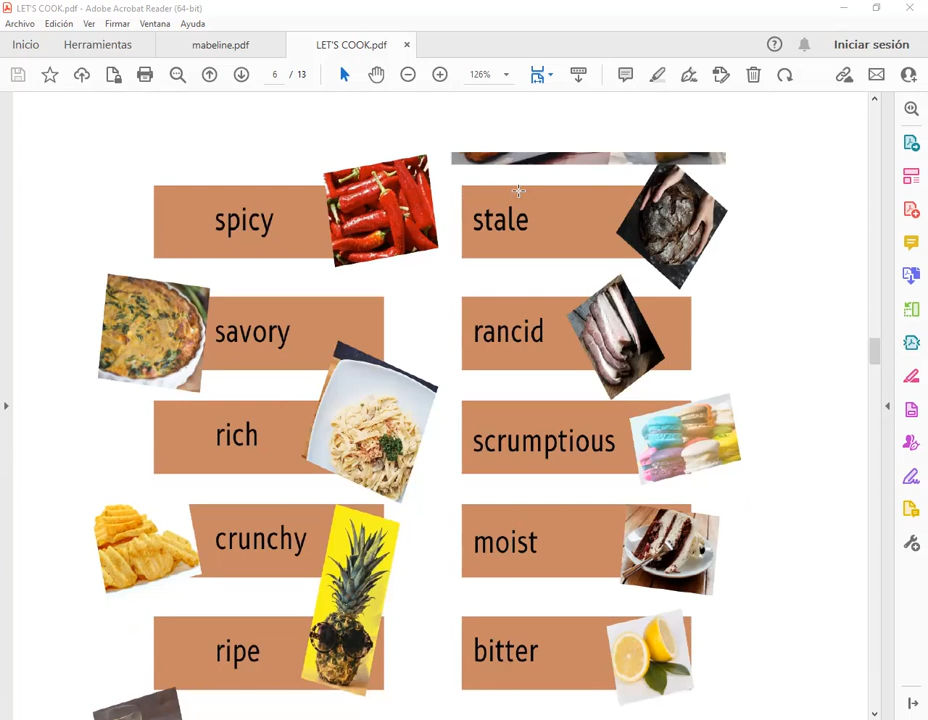 LET'S COOK.pdf - Adobe Acrobat Reader (64-bit)
Archivo Edición Ver Firmar Ventana Ayuda
Inicio Herramientas mabeline.pdf LET'S COOK.pdf × Iniciar sesión
6 / 13 126%
spicy
stale
savory
rancid
rich
scrumptious
crunchy
moist
ripe
bitter